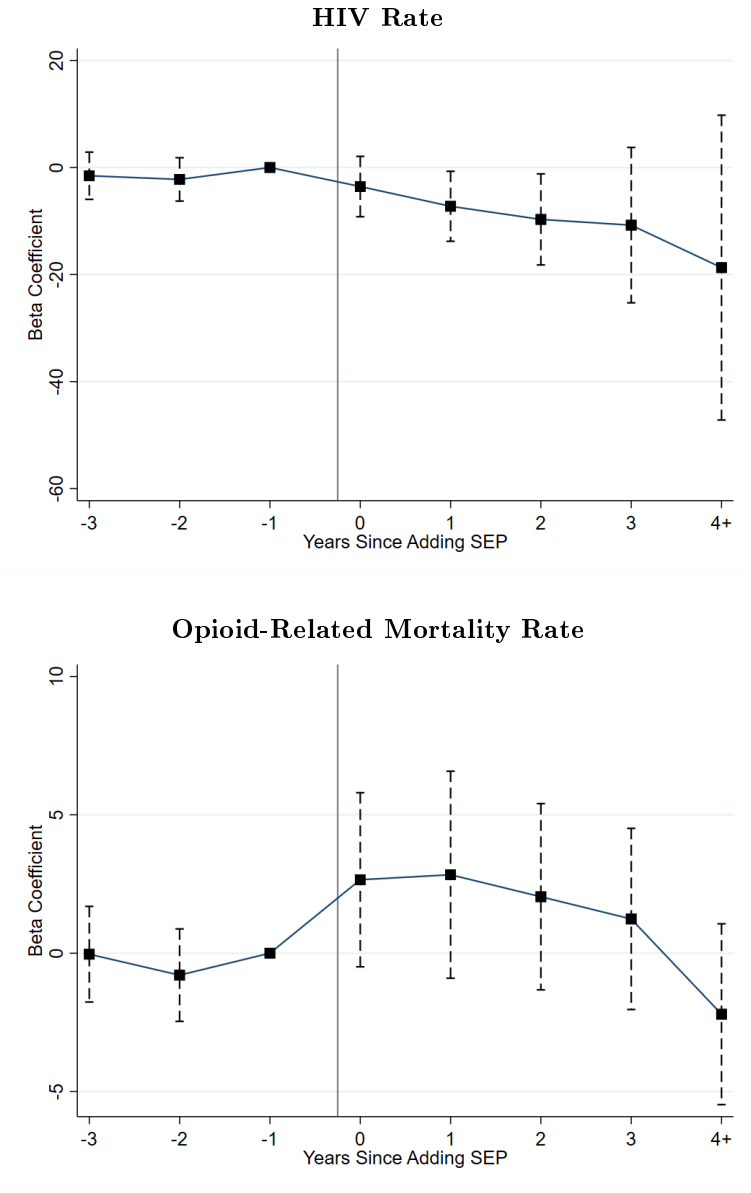 HIV Rate
20
0
-20
-40
-60
Beta Coefficient
-3 -2 -1 0 1 2 3 4+
Years Since Adding SEP
Opioid-Related Mortality Rate
10
5
0
-5
Beta Coefficient
-3 -2 -1 0 1 2 3 4+
Years Since Adding SEP